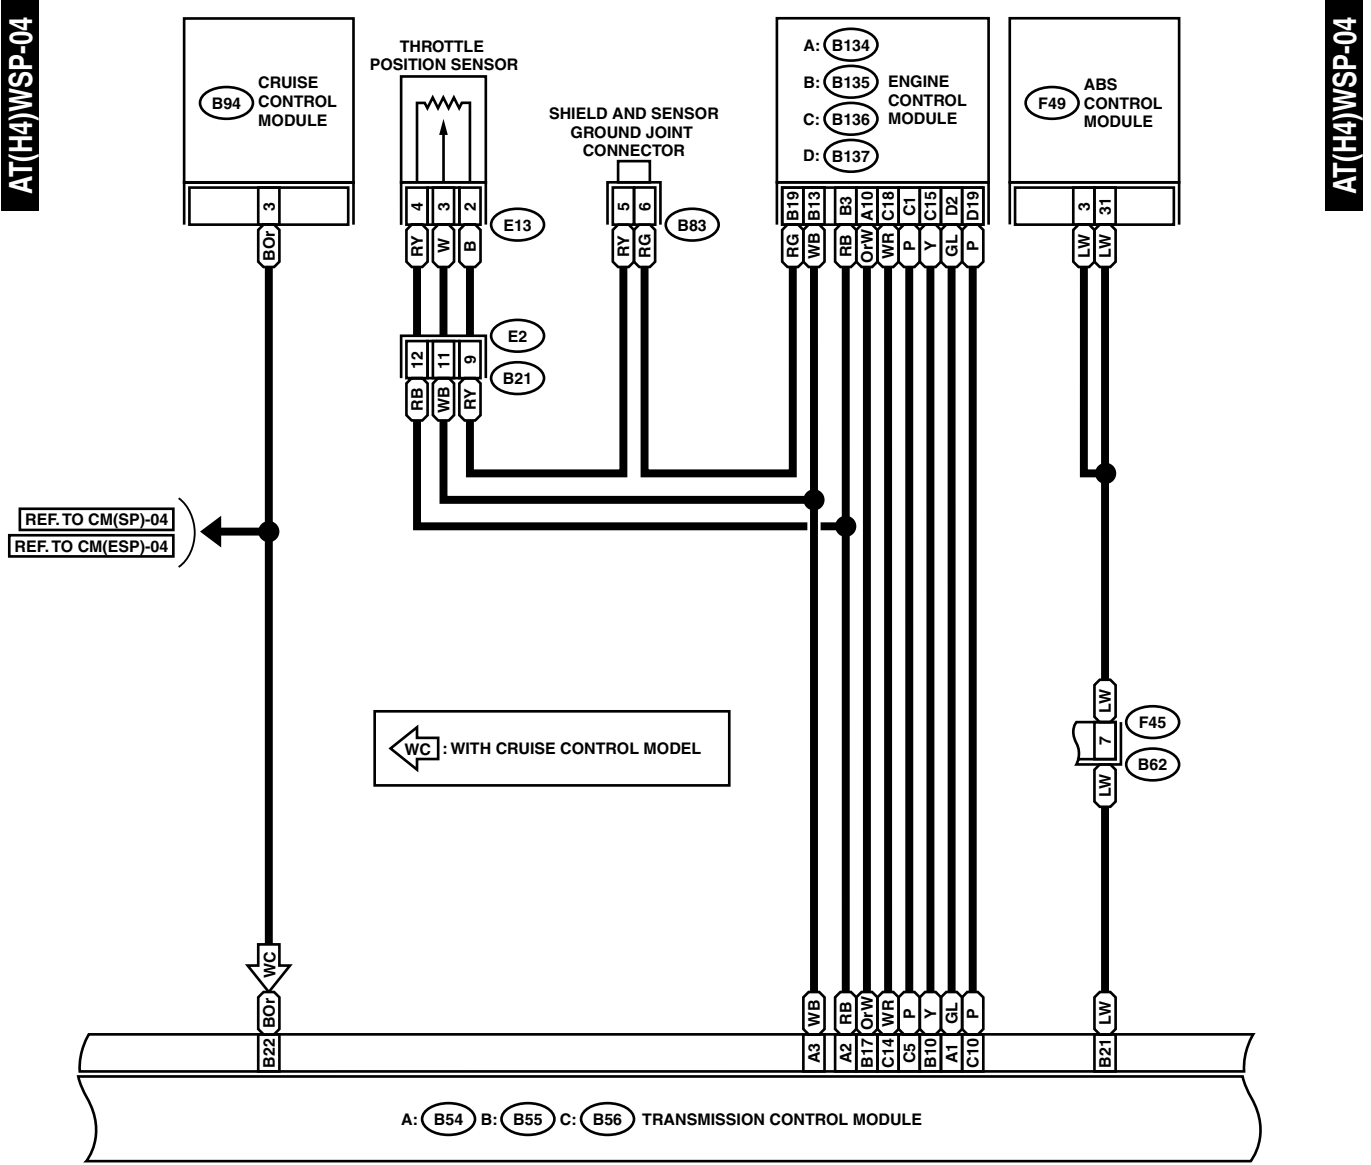 AT(H4)WSP-04
AT(H4)WSP-04
B94
CRUISE
CONTROL
MODULE
THROTTLE
POSITION SENSOR
SHIELD AND SENSOR
GROUND JOINT
CONNECTOR
A: B134
B: B135
C: B136
D: B137
ENGINE
CONTROL
MODULE
F49
ABS
CONTROL
MODULE
3
4 3 2
E13
5 6
B83
B19 B13 B3 A10 C18 C1 C15 D2 D19
3 31
BOr
RY W B
RY RG
RG WB RB OrW WR P Y GL P
LW LW
E2
12 11 9
B21
RB WB RY
REF. TO CM(SP)-04
REF. TO CM(ESP)-04
WC : WITH CRUISE CONTROL MODEL
LW
F45
7
B62
LW
WC
BOr
WB RB OrW WR P Y GL P
LW
B22
A3 A2 B17 C14 C5 B10 A1 C10
B21
A: B54 B: B55 C: B56 TRANSMISSION CONTROL MODULE